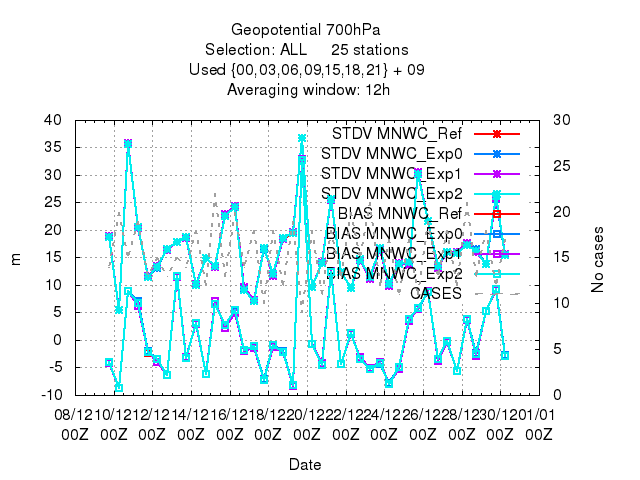 Geopotential 700hPa
Selection: ALL 25 stations
Used {00,03,06,09,15,18,21} + 09
Averaging window: 12h
40 30
35 25
30 20
25 15
20 10
15 5
10 0
5
0
-5
-10
m
No cases
STDV MNWC_Ref
STDV MNWC_Exp0
STDV MNWC_Exp1
STDV MNWC_Exp2
BIAS MNWC_Ref
BIAS MNWC_Exp0
BIAS MNWC_Exp1
BIAS MNWC_Exp2
CASES
08/12 10/12 12/12 14/12 16/12 18/12 20/12 22/12 24/12 26/12 28/12 30/12 01/01
00Z 00Z 00Z 00Z 00Z 00Z 00Z 00Z 00Z 00Z 00Z 00Z 00Z
Date